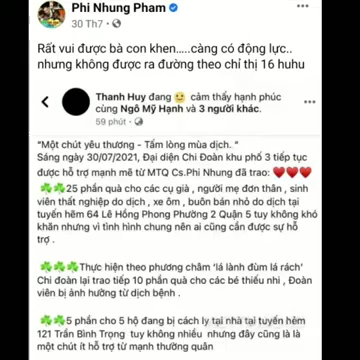 Phi Nhung Pham
30 Th7
Rất vui được bà con khen.....càng có động lực..
nhưng không được ra đường theo chỉ thị 16 huhu
Thanh Huy đang cảm thấy hạnh phúc
cùng Ngô Mỹ Hạnh và 3 người khác.
59 phút
"Một chút yêu thương - Tấm lòng mùa dịch. "
Sáng ngày 30/07/2021, Đại diện Chi Đoàn khu phố 3 tiếp tục
được hỗ trợ mạnh mẽ từ MTQ Cs.Phi Nhung đã trao:
25 phần quà cho các cụ già , người mẹ đơn thân , sinh
viên thất nghiệp do dịch , xe ôm , buôn bán nhỏ do dịch tại
tuyến hẻm 64 Lê Hồng Phong Phường 2 Quận 5 tuy không khó
khăn nhưng vì tình hình chung nên ai cũng cần được sự hỗ
trợ .
Thực hiện theo phương châm 'lá lành đùm lá rách'
Chi đoàn lại trao tiếp 10 phần quà cho các bé thiếu nhi , Đoàn
viên bị ảnh hưởng từ dịch bệnh .
5 phần cho 5 hộ đang bị cách ly tại nhà tại tuyến hẻm
121 Trần Bình Trọng tuy không nhiều nhưng đây cũng là là
một chút ít hỗ trợ từ mạnh thường quân